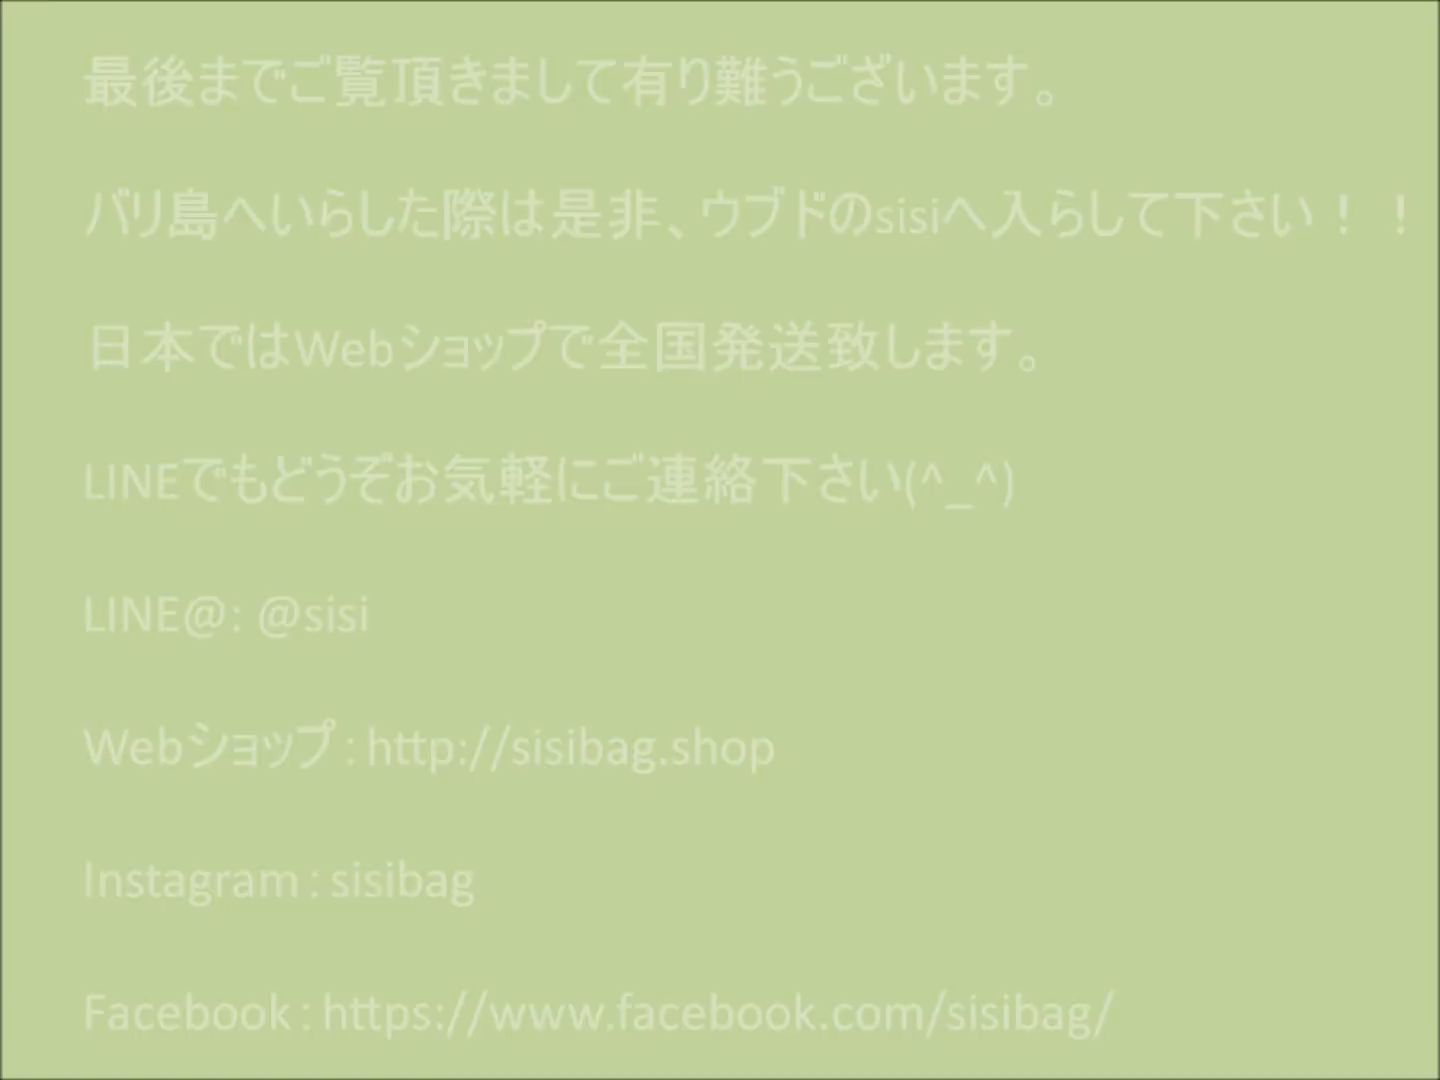 最後までご覧頂きまして有り難うございます。
バリ島へいらした際は是非、ウブドのsisiへ入らして下さい！！
日本ではWebショップで全国発送致します。
LINEでもどうぞお気軽にご連絡下さい(^_^)
LINE@: @sisi
Webショップ：http://sisibag.shop
Instagram：sisibag
Facebook：https://www.facebook.com/sisibag/